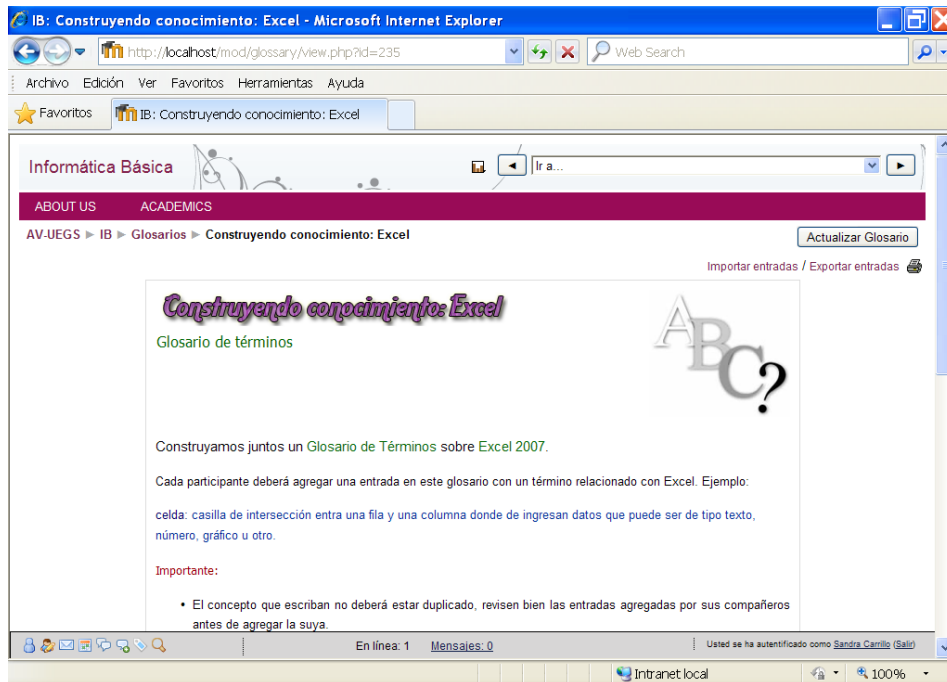 IB: Construyendo conocimiento: Excel - Microsoft Internet Explorer
http://localhost/mod/glossary/view.php?id=235
Web Search
Archivo Edición Ver Favoritos Herramientas Ayuda
Favoritos IB: Construyendo conocimiento: Excel
Informática Básica Ir a...
ABOUT US ACADEMICS
AV-UEGS ► IB ► Glosarios ► Construyendo conocimiento: Excel Actualizar Glosario
Importar entradas / Exportar entradas
Construyendo conocimiento: Excel
Glosario de términos
ABC?
Construyamos juntos un Glosario de Términos sobre Excel 2007.
Cada participante deberá agregar una entrada en este glosario con un término relacionado con Excel. Ejemplo:
celda: casilla de intersección entra una fila y una columna donde de ingresan datos que puede ser de tipo texto,
número, gráfico u otro.
Importante:
• El concepto que escriban no deberá estar duplicado, revisen bien las entradas agregadas por sus compañeros
antes de agregar la suya.
En línea: 1 Mensajes: 0 Usted se ha autentificado como Sandra Carrillo (Salir)
Intranet local 100%